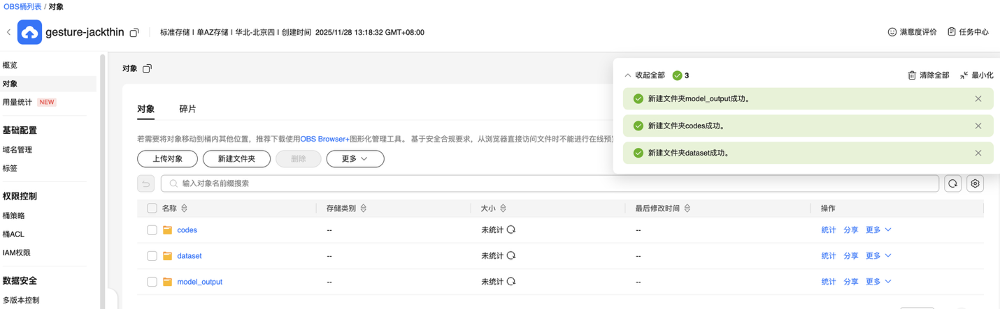 OBS桶列表 / 对象
gesture-jackthin
标准存储 | 单AZ存储 | 华北-北京四 | 创建时间 2025/11/28 13:18:32 GMT+08:00
满意度评价 任务中心
概览
对象
用量统计 NEW
基础配置
域名管理
标签
权限控制
桶策略
桶ACL
IAM权限
数据安全
多版本控制
对象
收起全部 3 清除全部 最小化
新建文件夹model_output成功。
新建文件夹codes成功。
新建文件夹dataset成功。
对象 碎片
若需要将对象移动到桶内其他位置，推荐下载使用OBS Browser+图形化管理工具。 基于安全合规要求，从浏览器直接访问文件时不能进行在线预
上传对象 新建文件夹 删除 更多
输入对象名前缀搜索
名称 存储类别 大小 最后修改时间 操作
codes -- 未统计 -- 统计 分享 更多
dataset -- 未统计 -- 统计 分享 更多
model_output -- 未统计 -- 统计 分享 更多